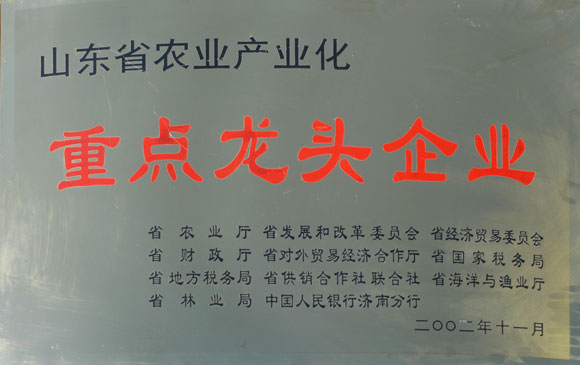 山东省农业产业化
重点龙头企业
省农业厅 省发展和改革委员会 省经济贸易委员会
省财政厅 省对外贸易经济合作厅 省国家税务局
省地方税务局 省供销合作社联合社 省海洋与渔业厅
省林业局 中国人民银行济南分行
二〇〇二年十一月